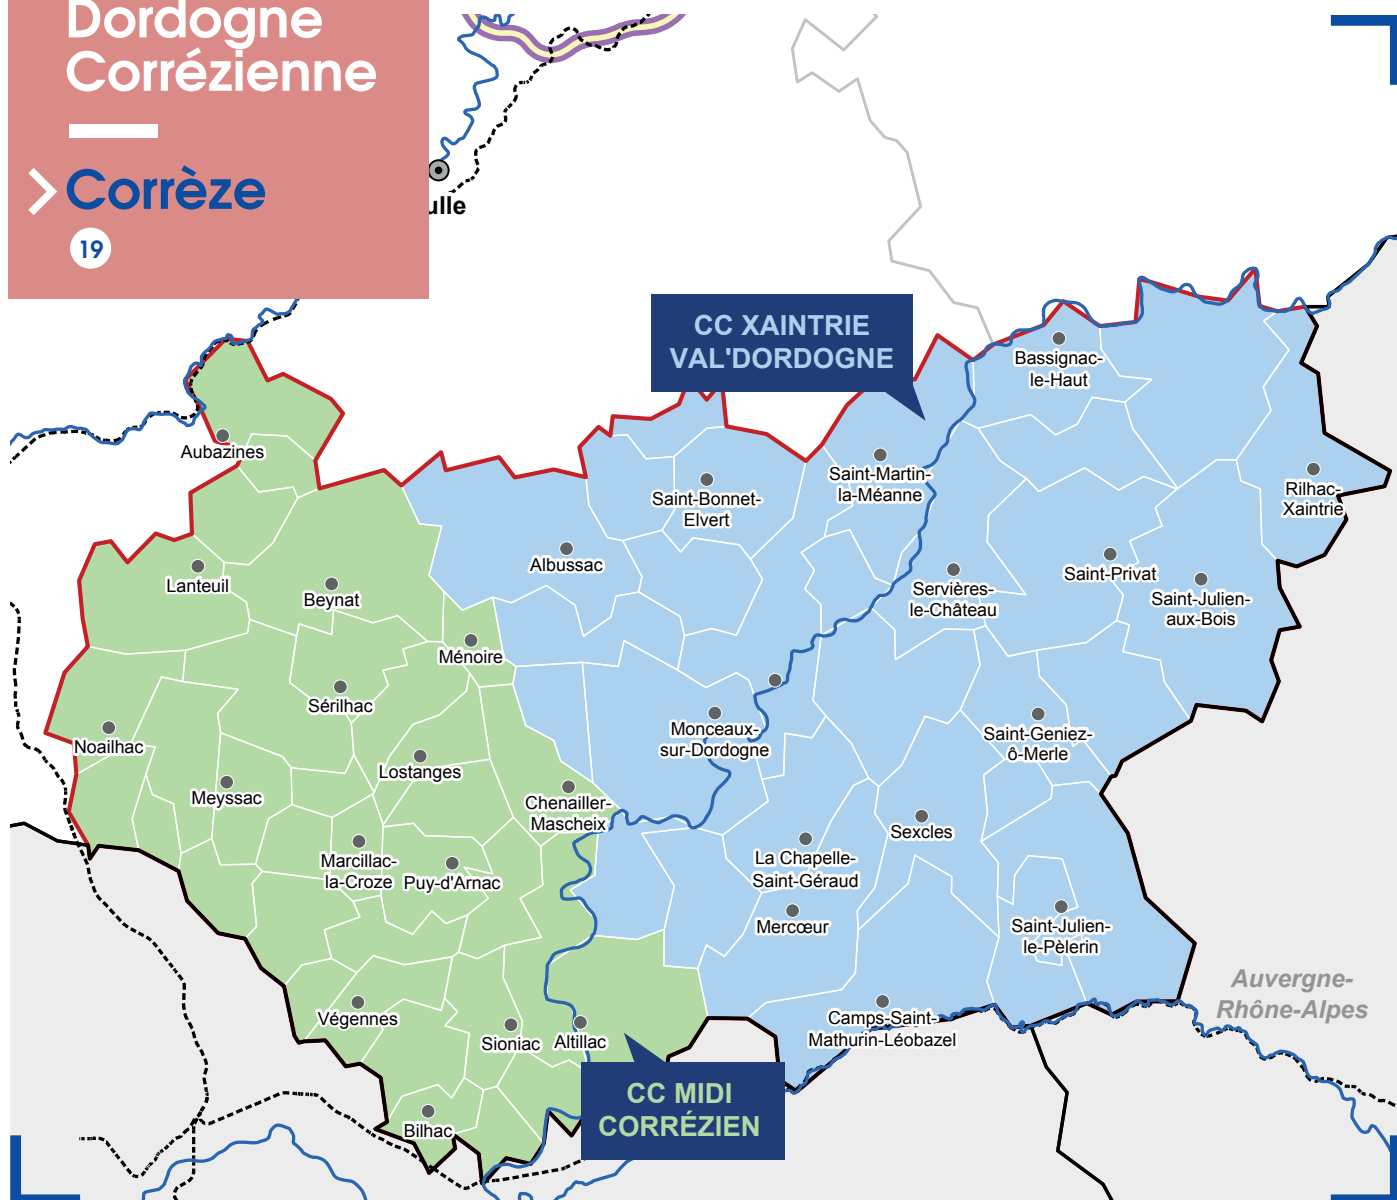 Dordogne
Corrézienne
Corrèze
19
ulle
CC XAINTRIE
VAL'DORDOGNE
Bassignac-
le-Haut
Aubazines
Saint-Martin-
la-Méanne
Saint-Bonnet-
Elvert
Rilhac-
Xaintrie
Albussac
Lanteuil
Beynat
Servières-
le-Château
Saint-Privat
Saint-Julien-
aux-Bois
Ménoire
Sérilhac
Noailhac
Monceaux-
sur-Dordogne
Saint-Geniez-
ô-Merle
Lostanges
Meyssac
Chenailler-
Mascheix
Sexcles
Marcillac-
la-Croze
Puy-d'Arnac
La Chapelle-
Saint-Géraud
Mercœur
Saint-Julien-
le-Pèlerin
Auvergne-
Rhône-Alpes
Végennes
Sioniac
Altillac
Camps-Saint-
Mathurin-Léobazel
CC MIDI
CORRÉZIEN
Bilhac